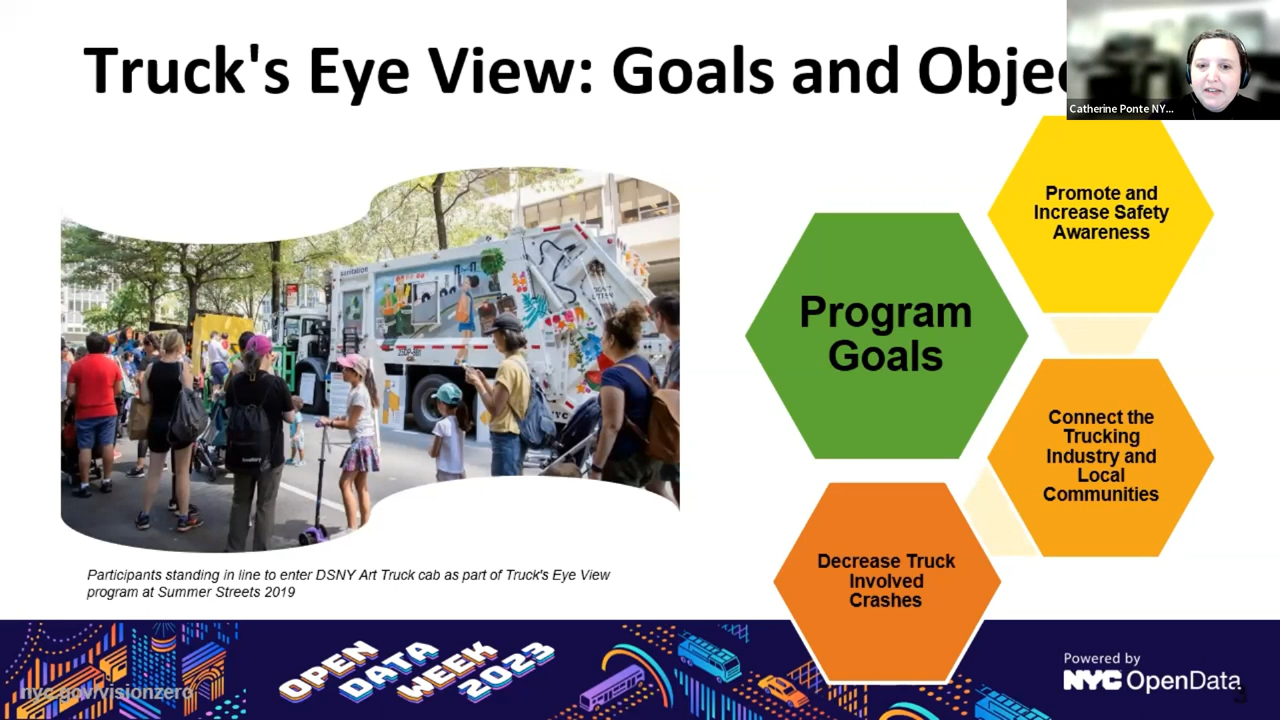 Truck's Eye View: Goals and Obje
Catherine Ponte NY...
Promote and
Increase Safety
Awareness
Program
Goals
sanitation
Connect the
Trucking
Industry and
Local
Communities
Decrease Truck
Involved
Crashes
Participants standing in line to enter DSNY Art Truck cab as part of Truck's Eye View
program at Summer Streets 2019
nyc.gov/visionzero
OPEN
DATA
WEEK
2023
Powered by
NYC OpenData
3